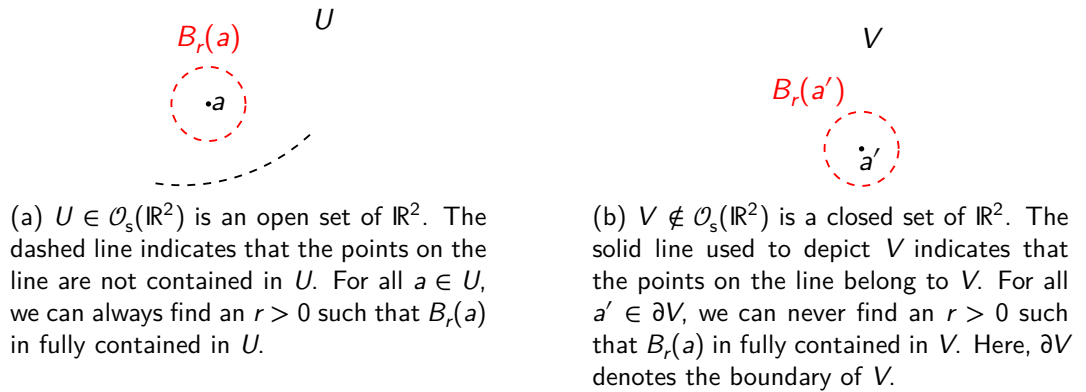 U
B_r(a)
a
(a) U ∈ 𝒪_s(ℝ²) is an open set of ℝ². The
dashed line indicates that the points on the
line are not contained in U. For all a ∈ U,
we can always find an r > 0 such that B_r(a)
in fully contained in U.
V
B_r(a′)
a′
(b) V ∉ 𝒪_s(ℝ²) is a closed set of ℝ². The
solid line used to depict V indicates that
the points on the line belong to V. For all
a′ ∈ ∂V, we can never find an r > 0 such
that B_r(a) in fully contained in V. Here, ∂V
denotes the boundary of V.